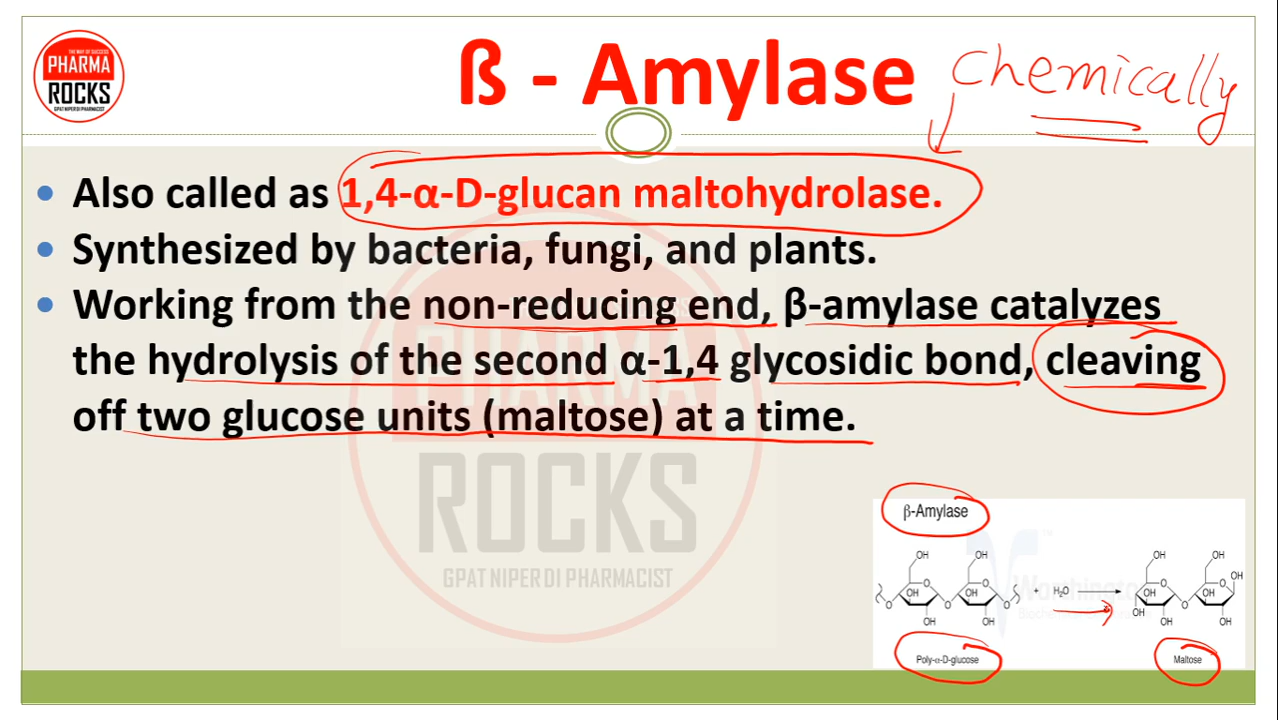 THE WAY OF SUCCESS
PHARMA
ROCKS
GPAT NIPER DI PHARMACIST
ß - Amylase
chemically
• Also called as 1,4-α-D-glucan maltohydrolase.
• Synthesized by bacteria, fungi, and plants.
• Working from the non-reducing end, β-amylase catalyzes
the hydrolysis of the second α-1,4 glycosidic bond, cleaving
off two glucose units (maltose) at a time.
PHARMA
ROCKS
GPAT NIPER DI PHARMACIST
β-Amylase
OH OH OH OH
O O OH
OH OH OH OH
O O O + H₂O O
OH OH OH OH OH
Worthington
Biochemical
Poly-α-D-glucose Maltose